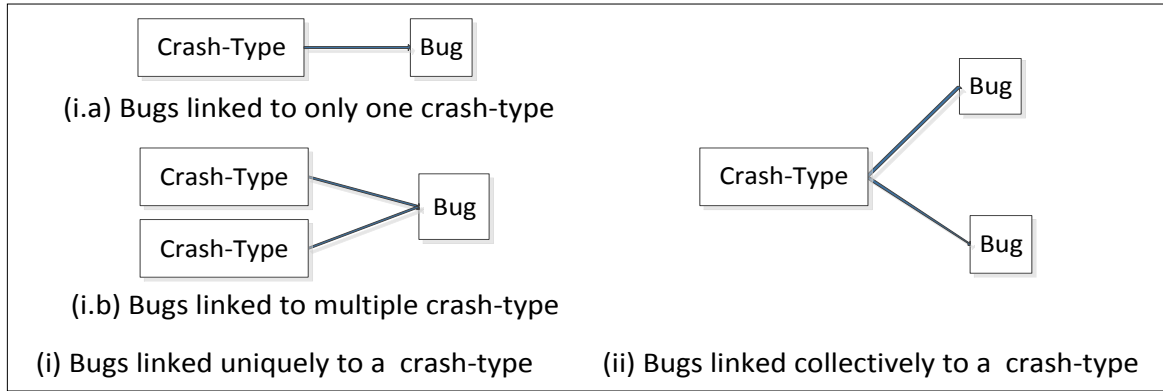 Crash-Type
Bug
(i.a) Bugs linked to only one crash-type
Crash-Type
Crash-Type
Bug
(i.b) Bugs linked to multiple crash-type
(i) Bugs linked uniquely to a crash-type
Bug
Crash-Type
Bug
(ii) Bugs linked collectively to a crash-type